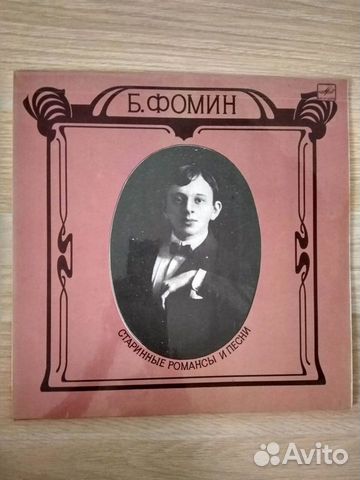 Б. ФОМИН
СТАРИННЫЕ РОМАНСЫ И ПЕСНИ
Avito